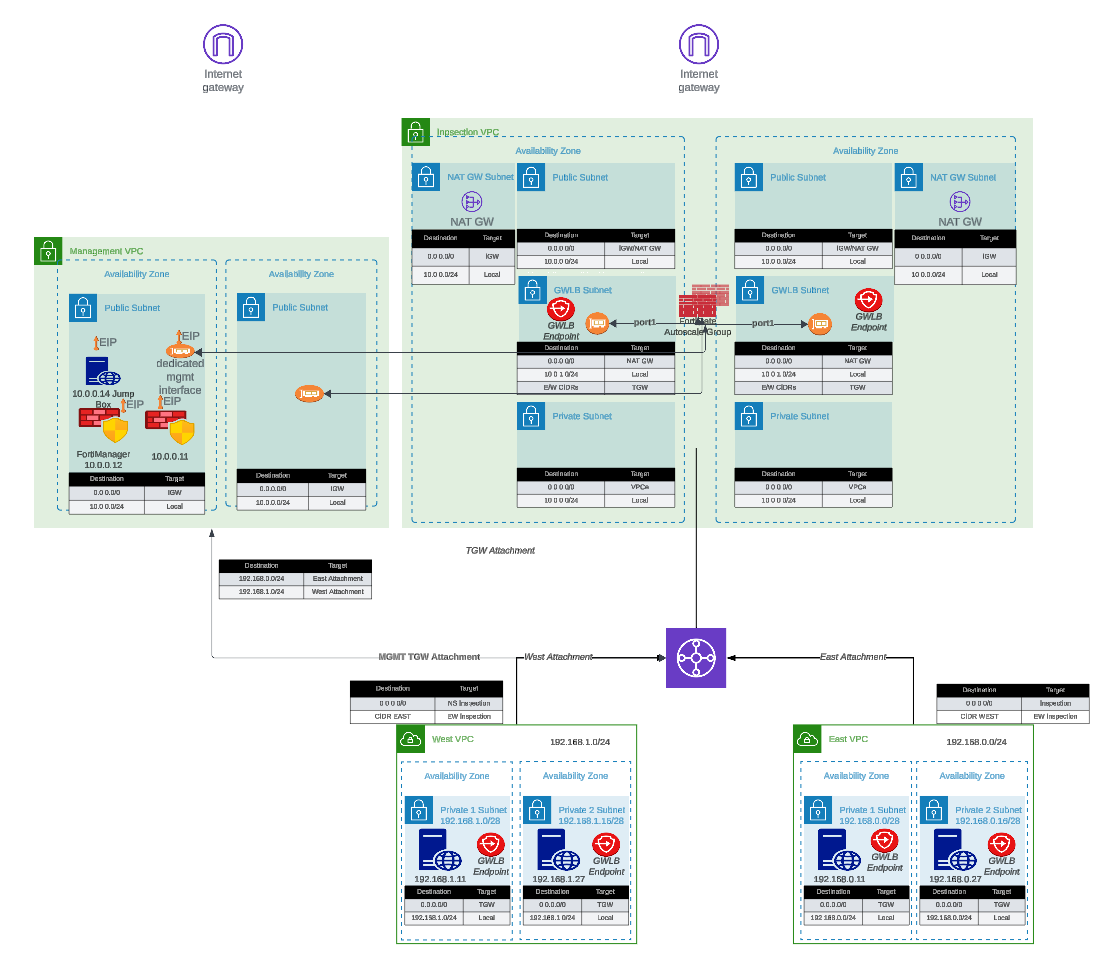 Internet
gateway
Internet
gateway
Inpsection VPC
Availability Zone
NAT GW Subnet
NAT GW
Destination Target
0.0.0.0/0 IGW
10.0.0.0/24 Local
Public Subnet
Destination Target
0.0.0.0/0 IGW/NAT GW
10.0.0.0/24 Local
GWLB Subnet
GWLB
Endpoint
port1
Destination Target
0.0.0.0/0 NAT GW
10.0.1.0/24 Local
E/W CIDRs TGW
Private Subnet
Destination Target
0.0.0.0/0 VPCe
10.0.0.0/24 Local
FortiGate
Autoscale Group
Availability Zone
Public Subnet
Destination Target
0.0.0.0/0 IGW/NAT GW
10.0.0.0/24 Local
NAT GW Subnet
NAT GW
Destination Target
0.0.0.0/0 IGW
10.0.0.0/24 Local
GWLB Subnet
GWLB
Endpoint
port1
Destination Target
0.0.0.0/0 NAT GW
10.0.1.0/24 Local
E/W CIDRs TGW
Private Subnet
Destination Target
0.0.0.0/0 VPCe
10.0.0.0/24 Local
Management VPC
Availability Zone
Public Subnet
EIP
EIP
dedicated
mgmt
interface
10.0.0.14 Jump
Box
EIP
EIP
FortiManager
10.0.0.12
10.0.0.11
Destination Target
0.0.0.0/0 IGW
10.0.0.0/24 Local
Availability Zone
Public Subnet
Destination Target
0.0.0.0/0 IGW
10.0.0.0/24 Local
TGW Attachment
Destination Target
192.168.0.0/24 East Attachment
192.168.1.0/24 West Attachment
MGMT TGW Attachment
West Attachment
East Attachment
Destination Target
0.0.0.0/0 NS Inspection
CIDR EAST EW Inspection
Destination Target
0.0.0.0/0 Inspection
CIDR WEST EW Inspection
West VPC
192.168.1.0/24
Availability Zone
Private 1 Subnet
192.168.1.0/28
GWLB
Endpoint
192.168.1.11
Destination Target
0.0.0.0/0 TGW
192.168.1.0/24 Local
Availability Zone
Private 2 Subnet
192.168.1.16/28
GWLB
Endpoint
192.168.1.27
Destination Target
0.0.0.0/0 TGW
192.168.1.0/24 Local
East VPC
192.168.0.0/24
Availability Zone
Private 1 Subnet
192.168.0.0/28
GWLB
Endpoint
192.168.0.11
Destination Target
0.0.0.0/0 TGW
192.168.0.0/24 Local
Availability Zone
Private 2 Subnet
192.168.0.16/28
GWLB
Endpoint
192.168.0.27
Destination Target
0.0.0.0/0 TGW
192.168.0.0/24 Local